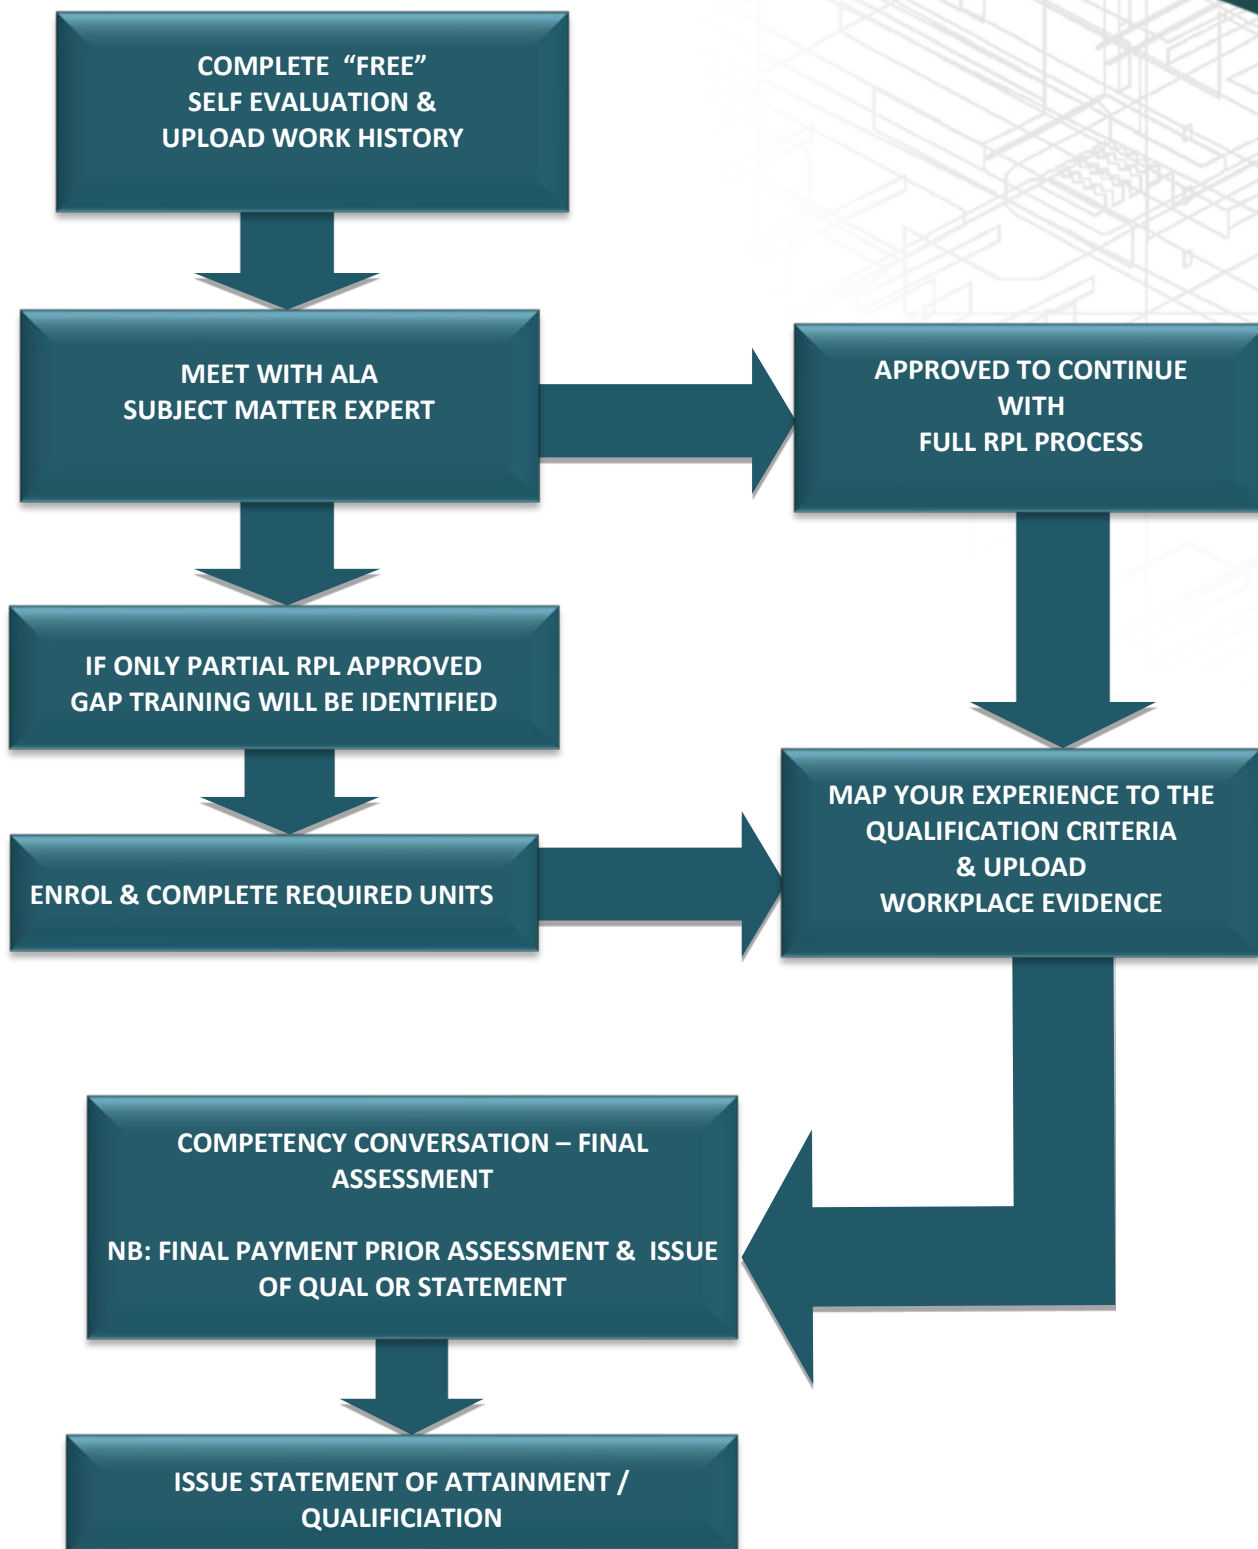 COMPLETE “FREE”
SELF EVALUATION &
UPLOAD WORK HISTORY
MEET WITH ALA
SUBJECT MATTER EXPERT
APPROVED TO CONTINUE
WITH
FULL RPL PROCESS
IF ONLY PARTIAL RPL APPROVED
GAP TRAINING WILL BE IDENTIFIED
ENROL & COMPLETE REQUIRED UNITS
MAP YOUR EXPERIENCE TO THE
QUALIFICATION CRITERIA
& UPLOAD
WORKPLACE EVIDENCE
COMPETENCY CONVERSATION – FINAL
ASSESSMENT
NB: FINAL PAYMENT PRIOR ASSESSMENT & ISSUE
OF QUAL OR STATEMENT
ISSUE STATEMENT OF ATTAINMENT /
QUALIFICIATION